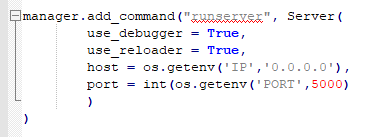 manager.add_command("runserver", Server(
        use_debugger = True,
        use_reloader = True,
        host = os.getenv('IP','0.0.0.0'),
        port = int(os.getenv('PORT',5000)
        )
)